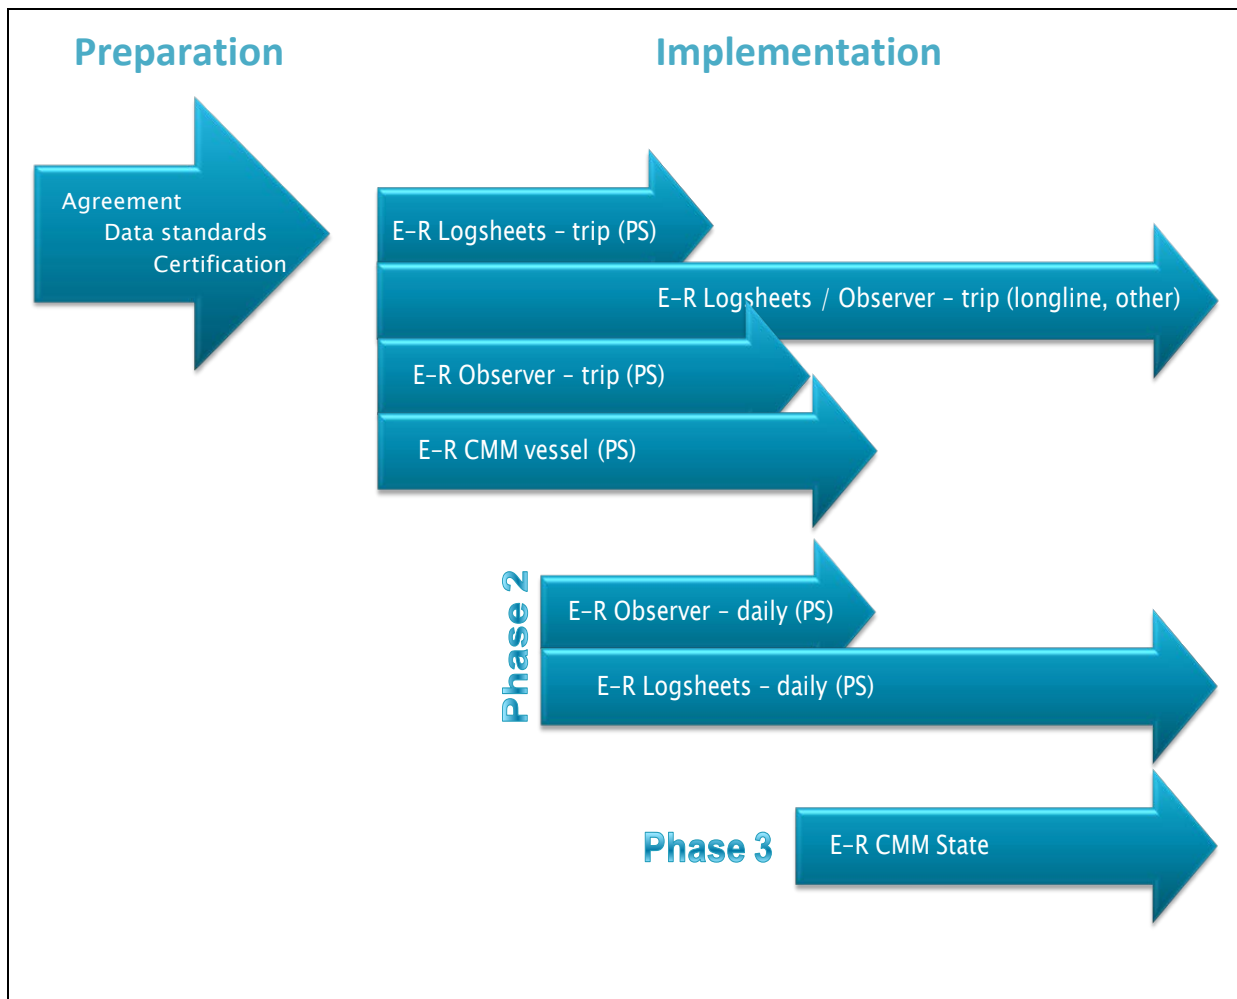 Preparation
Implementation
Agreement
Data standards
Certification
E-R Logsheets – trip (PS)
E-R Logsheets / Observer – trip (longline, other)
E-R Observer – trip (PS)
E-R CMM vessel (PS)
Phase 2
E-R Observer – daily (PS)
E-R Logsheets – daily (PS)
Phase 3
E-R CMM State